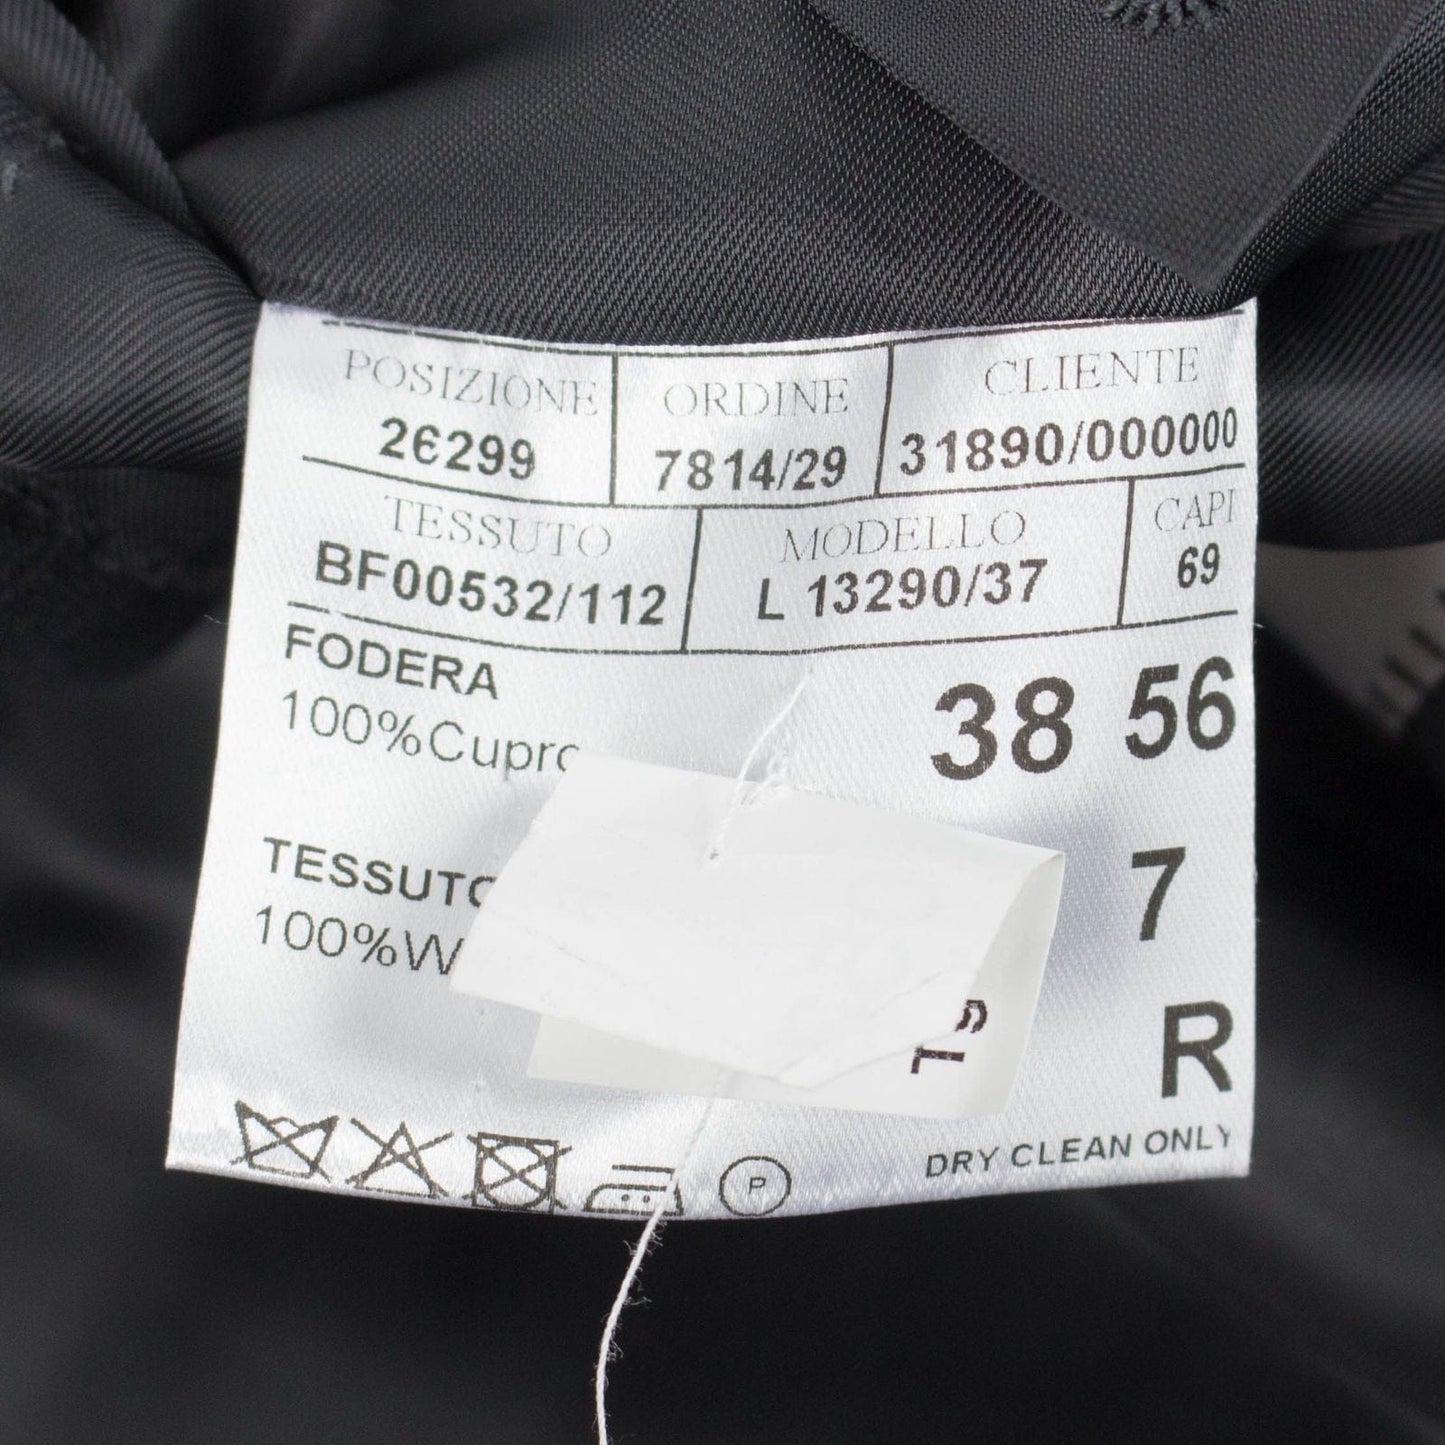 POSIZIONE ORDINE CLIENTE
26299 7814/29 31890/000000
TESSUTO MODELLO CAPI
BF00532/112 L 13290/37 69
FODERA
100%Cupro
38 56
TESSUTO
100%W
7
R
P
DRY CLEAN ONLY